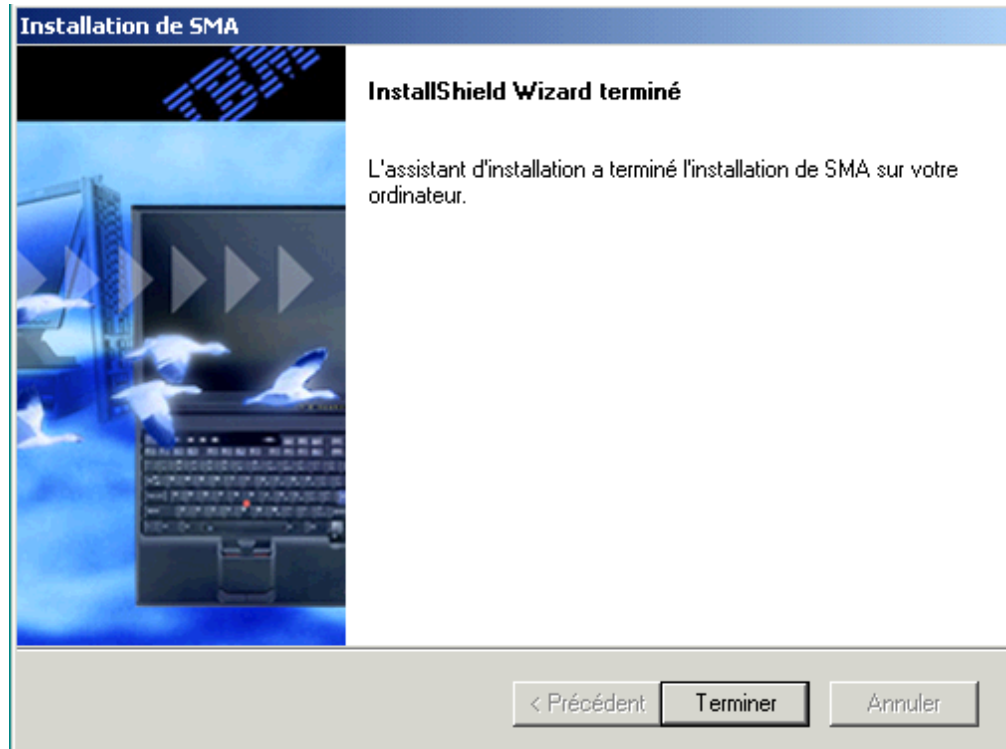 Installation de SMA
IBM
InstallShield Wizard terminé
L'assistant d'installation a terminé l'installation de SMA sur votre
ordinateur.
< Précédent
Terminer
Annuler